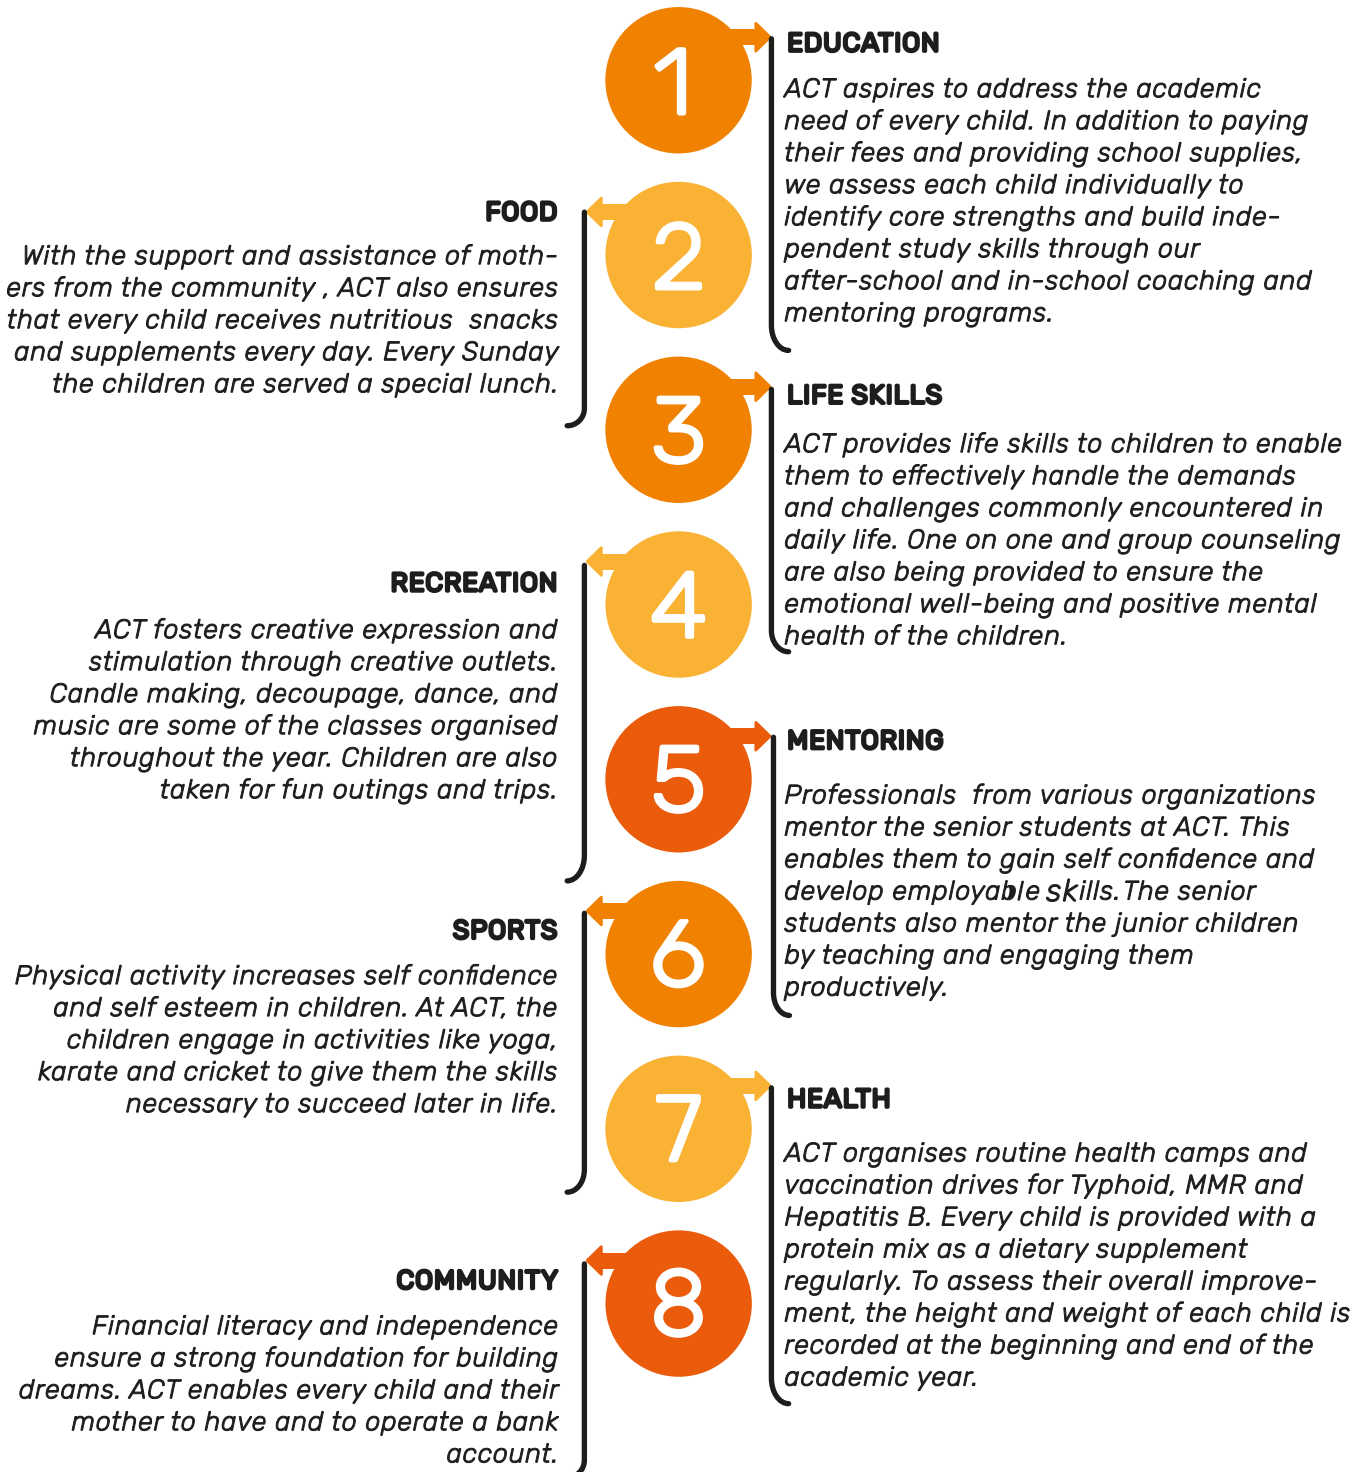 1
EDUCATION
ACT aspires to address the academic
need of every child. In addition to paying
their fees and providing school supplies,
we assess each child individually to
identify core strengths and build inde-
pendent study skills through our
after-school and in-school coaching and
mentoring programs.
2
FOOD
With the support and assistance of moth-
ers from the community , ACT also ensures
that every child receives nutritious  snacks
and supplements every day. Every Sunday
the children are served a special lunch.
3
LIFE SKILLS
ACT provides life skills to children to enable
them to effectively handle the demands
and challenges commonly encountered in
daily life. One on one and group counseling
are also being provided to ensure the
emotional well-being and positive mental
health of the children.
4
RECREATION
ACT fosters creative expression and
stimulation through creative outlets.
Candle making, decoupage, dance, and
music are some of the classes organised
throughout the year. Children are also
taken for fun outings and trips.
5
MENTORING
Professionals  from various organizations
mentor the senior students at ACT. This
enables them to gain self confidence and
develop employable skills.The senior
students also mentor the junior children
by teaching and engaging them
productively.
6
SPORTS
Physical activity increases self confidence
and self esteem in children. At ACT, the
children engage in activities like yoga,
karate and cricket to give them the skills
necessary to succeed later in life.
7
HEALTH
ACT organises routine health camps and
vaccination drives for Typhoid, MMR and
Hepatitis B. Every child is provided with a
protein mix as a dietary supplement
regularly. To assess their overall improve-
ment, the height and weight of each child is
recorded at the beginning and end of the
academic year.
8
COMMUNITY
Financial literacy and independence
ensure a strong foundation for building
dreams. ACT enables every child and their
mother to have and to operate a bank
account.